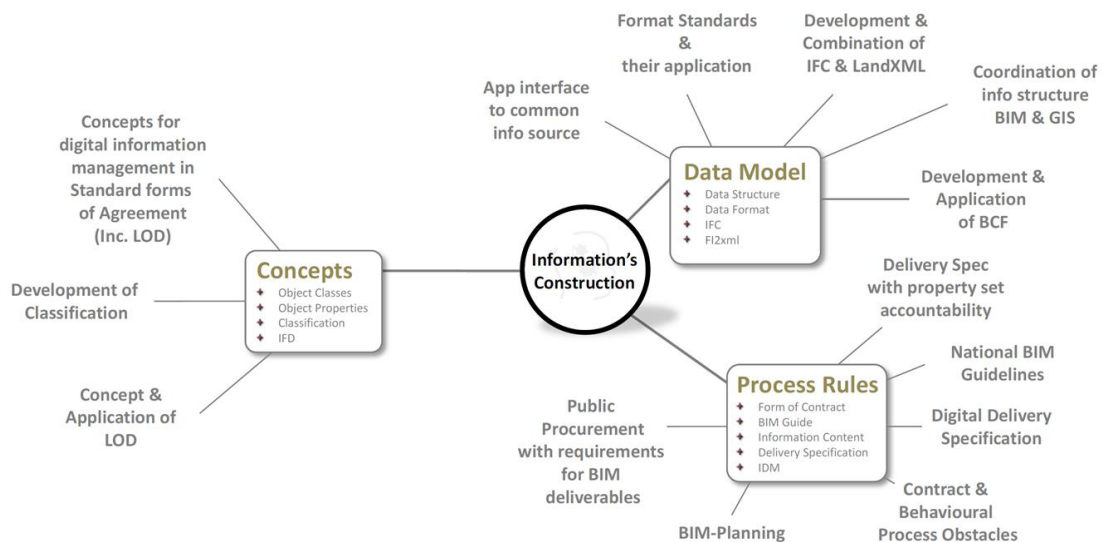 Format Standards
&
their application
Development &
Combination of
IFC & LandXML
Coordination of
info structure
BIM & GIS
App interface
to common
info source
Concepts for
digital information
management in
Standard forms
of Agreement
(Inc. LOD)
Data Model
Data Structure
Data Format
IFC
FI2xml
Development &
Application
of BCF
Information's
Construction
Concepts
Object Classes
Object Properties
Classification
IFD
Development of
Classification
Concept &
Application of
LOD
Delivery Spec
with property set
accountability
National BIM
Guidelines
Process Rules
Form of Contract
BIM Guide
Information Content
Delivery Specification
IDM
Public
Procurement
with requirements
for BIM
deliverables
Digital Delivery
Specification
BIM-Planning
Contract &
Behavioural
Process Obstacles